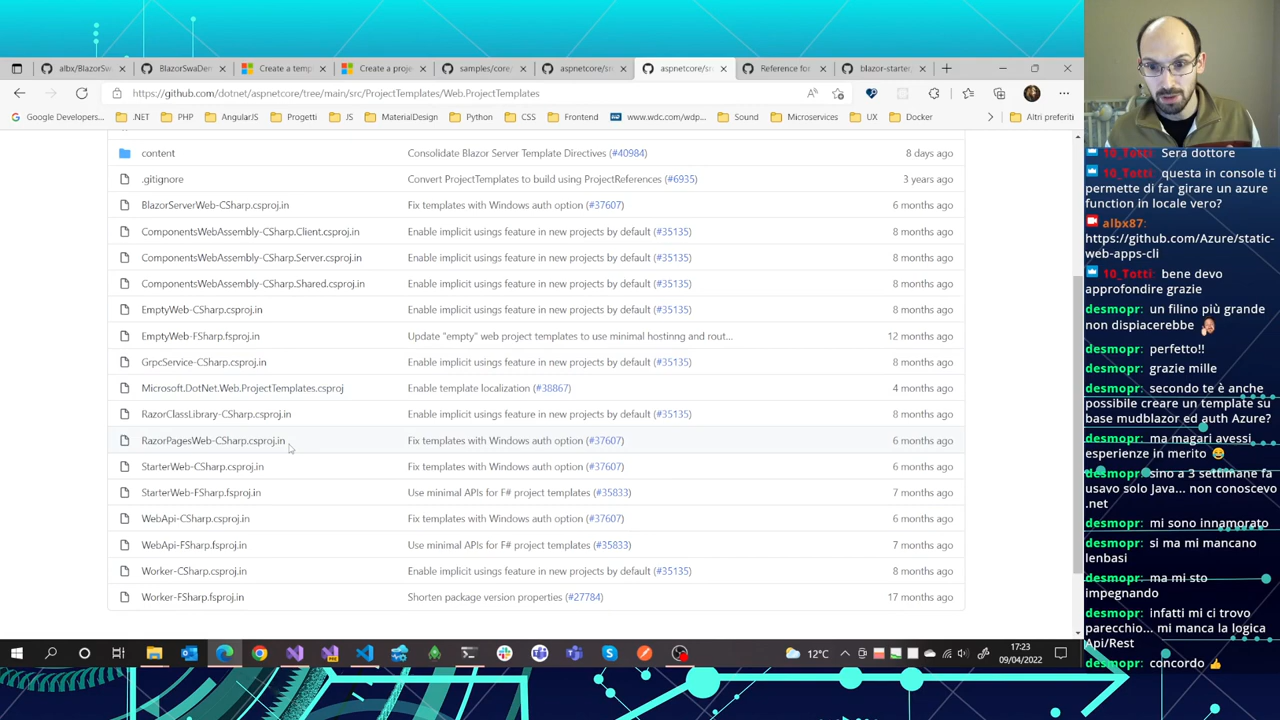 albx/BlazorSw
BlazorSwaDem
Create a temp
Create a proje
samples/core/
aspnetcore/sr
aspnetcore/sr
Reference for
blazor-starter
https://github.com/dotnet/aspnetcore/tree/main/src/ProjectTemplates/Web.ProjectTemplates
Google Developers...
.NET
PHP
AngularJS
Progetti
JS
MaterialDesign
Python
CSS
Frontend
www.wdc.com/wdp...
Sound
Microservices
UX
Docker
Altri preferiti
content Consolidate Blazor Server Template Directives (#40984) 8 days ago
.gitignore Convert ProjectTemplates to build using ProjectReferences (#6935) 3 years ago
BlazorServerWeb-CSharp.csproj.in Fix templates with Windows auth option (#37607) 6 months ago
ComponentsWebAssembly-CSharp.Client.csproj.in Enable implicit usings feature in new projects by default (#35135) 8 months ago
ComponentsWebAssembly-CSharp.Server.csproj.in Enable implicit usings feature in new projects by default (#35135) 8 months ago
ComponentsWebAssembly-CSharp.Shared.csproj.in Enable implicit usings feature in new projects by default (#35135) 8 months ago
EmptyWeb-CSharp.csproj.in Enable implicit usings feature in new projects by default (#35135) 8 months ago
EmptyWeb-FSharp.fsproj.in Update "empty" web project templates to use minimal hostinng and rout... 12 months ago
GrpcService-CSharp.csproj.in Enable implicit usings feature in new projects by default (#35135) 8 months ago
Microsoft.DotNet.Web.ProjectTemplates.csproj Enable template localization (#38867) 4 months ago
RazorClassLibrary-CSharp.csproj.in Enable implicit usings feature in new projects by default (#35135) 8 months ago
RazorPagesWeb-CSharp.csproj.in Fix templates with Windows auth option (#37607) 6 months ago
StarterWeb-CSharp.csproj.in Fix templates with Windows auth option (#37607) 6 months ago
StarterWeb-FSharp.fsproj.in Use minimal APIs for F# project templates (#35833) 7 months ago
WebApi-CSharp.csproj.in Fix templates with Windows auth option (#37607) 6 months ago
WebApi-FSharp.fsproj.in Use minimal APIs for F# project templates (#35833) 7 months ago
Worker-CSharp.csproj.in Enable implicit usings feature in new projects by default (#35135) 8 months ago
Worker-FSharp.fsproj.in Shorten package version properties (#27784) 17 months ago
12°C
17:23
09/04/2022
10_Totti: Sera dottore
10_Totti: questa in console ti
permette di far girare un azure
function in locale vero?
albx87:
https://github.com/Azure/static-
web-apps-cli
10_Totti: bene devo
approfondire grazie
desmopr: un filino più grande
non dispiacerebbe
desmopr: perfetto!!
desmopr: grazie mille
desmopr: secondo te è anche
possibile creare un template su
base mudblazor ed auth Azure?
desmopr: ma magari avessi
esperienze in merito
desmopr: sino a 3 settimane fa
usavo solo Java... non conoscevo
.net
desmopr: mi sono innamorato
desmopr: si ma mi mancano
lenbasi
desmopr: ma mi sto
impegnando
desmopr: infatti mi ci trovo
parecchio... mi manca la logica
Api/Rest
desmopr: concordo